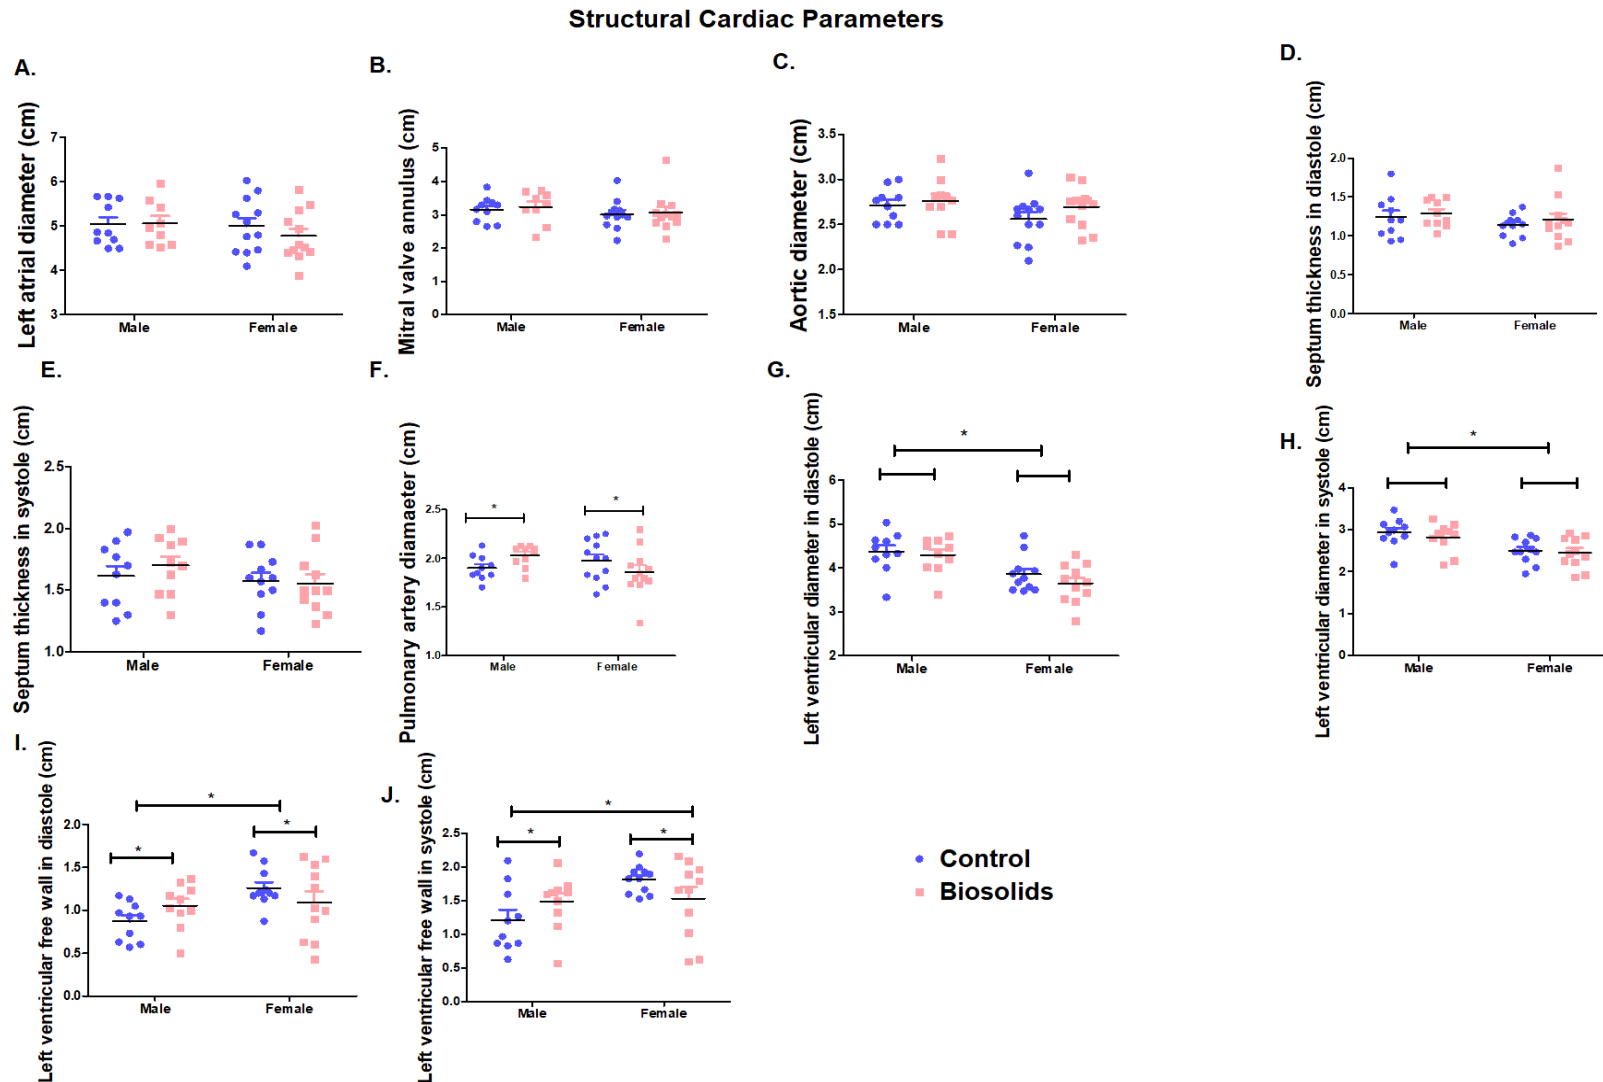 Structural Cardiac Parameters
A.
Left atrial diameter (cm)
7
6
5
4
3
Male
Female
B.
Mitral valve annulus (cm)
5
4
3
2
1
0
Male
Female
C.
Aortic diameter (cm)
3.5
3.0
2.5
2.0
1.5
Male
Female
D.
Septum thickness in diastole (cm)
2.0
1.5
1.0
0.5
0.0
Male
Female
E.
Septum thickness in systole (cm)
2.5
2.0
1.5
1.0
Male
Female
F.
Pulmonary artery diamaeter (cm)
2.5
2.0
1.5
1.0
*
*
Male
Female
G.
Left ventricular diameter in diastole (cm)
6
5
4
3
2
*
Male
Female
H.
Left ventricular diameter in systole (cm)
4
3
2
1
0
*
Male
Female
I.
Left ventricular free wall in diastole (cm)
2.0
1.5
1.0
0.5
0.0
*
*
*
Male
Female
J.
Left ventricular free wall in systole (cm)
2.5
2.0
1.5
1.0
0.5
0.0
*
*
*
Male
Female
Control
Biosolids